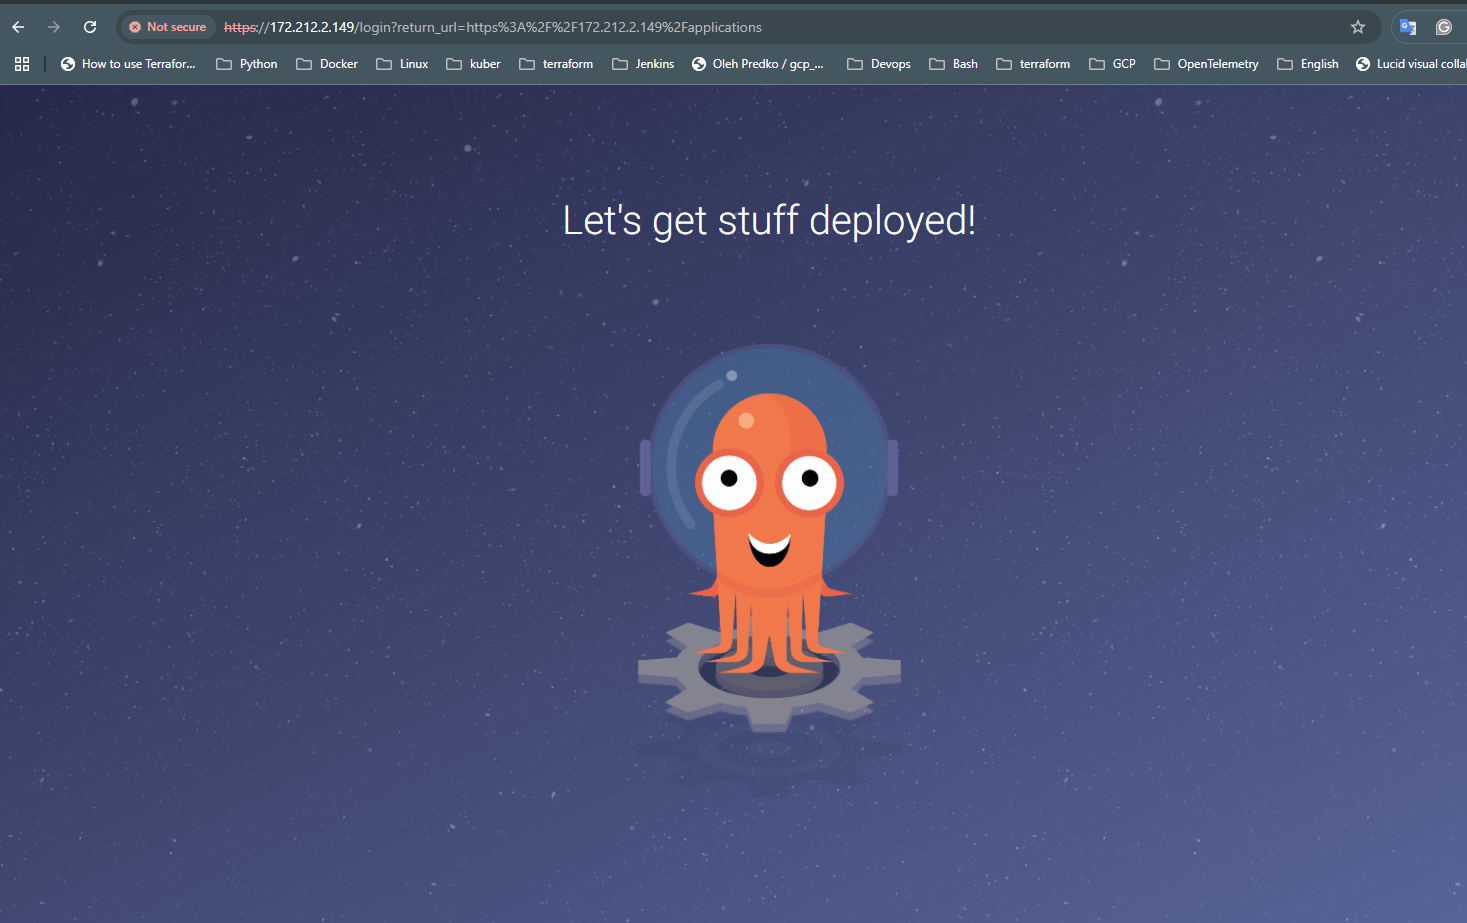 Not secure https://172.212.2.149/login?return_url=https%3A%2F%2F172.212.2.149%2Fapplications
How to use Terrafor... Python Docker Linux kuber terraform Jenkins Oleh Predko / gcp_... Devops Bash terraform GCP OpenTelemetry English Lucid visual colla
Let's get stuff deployed!